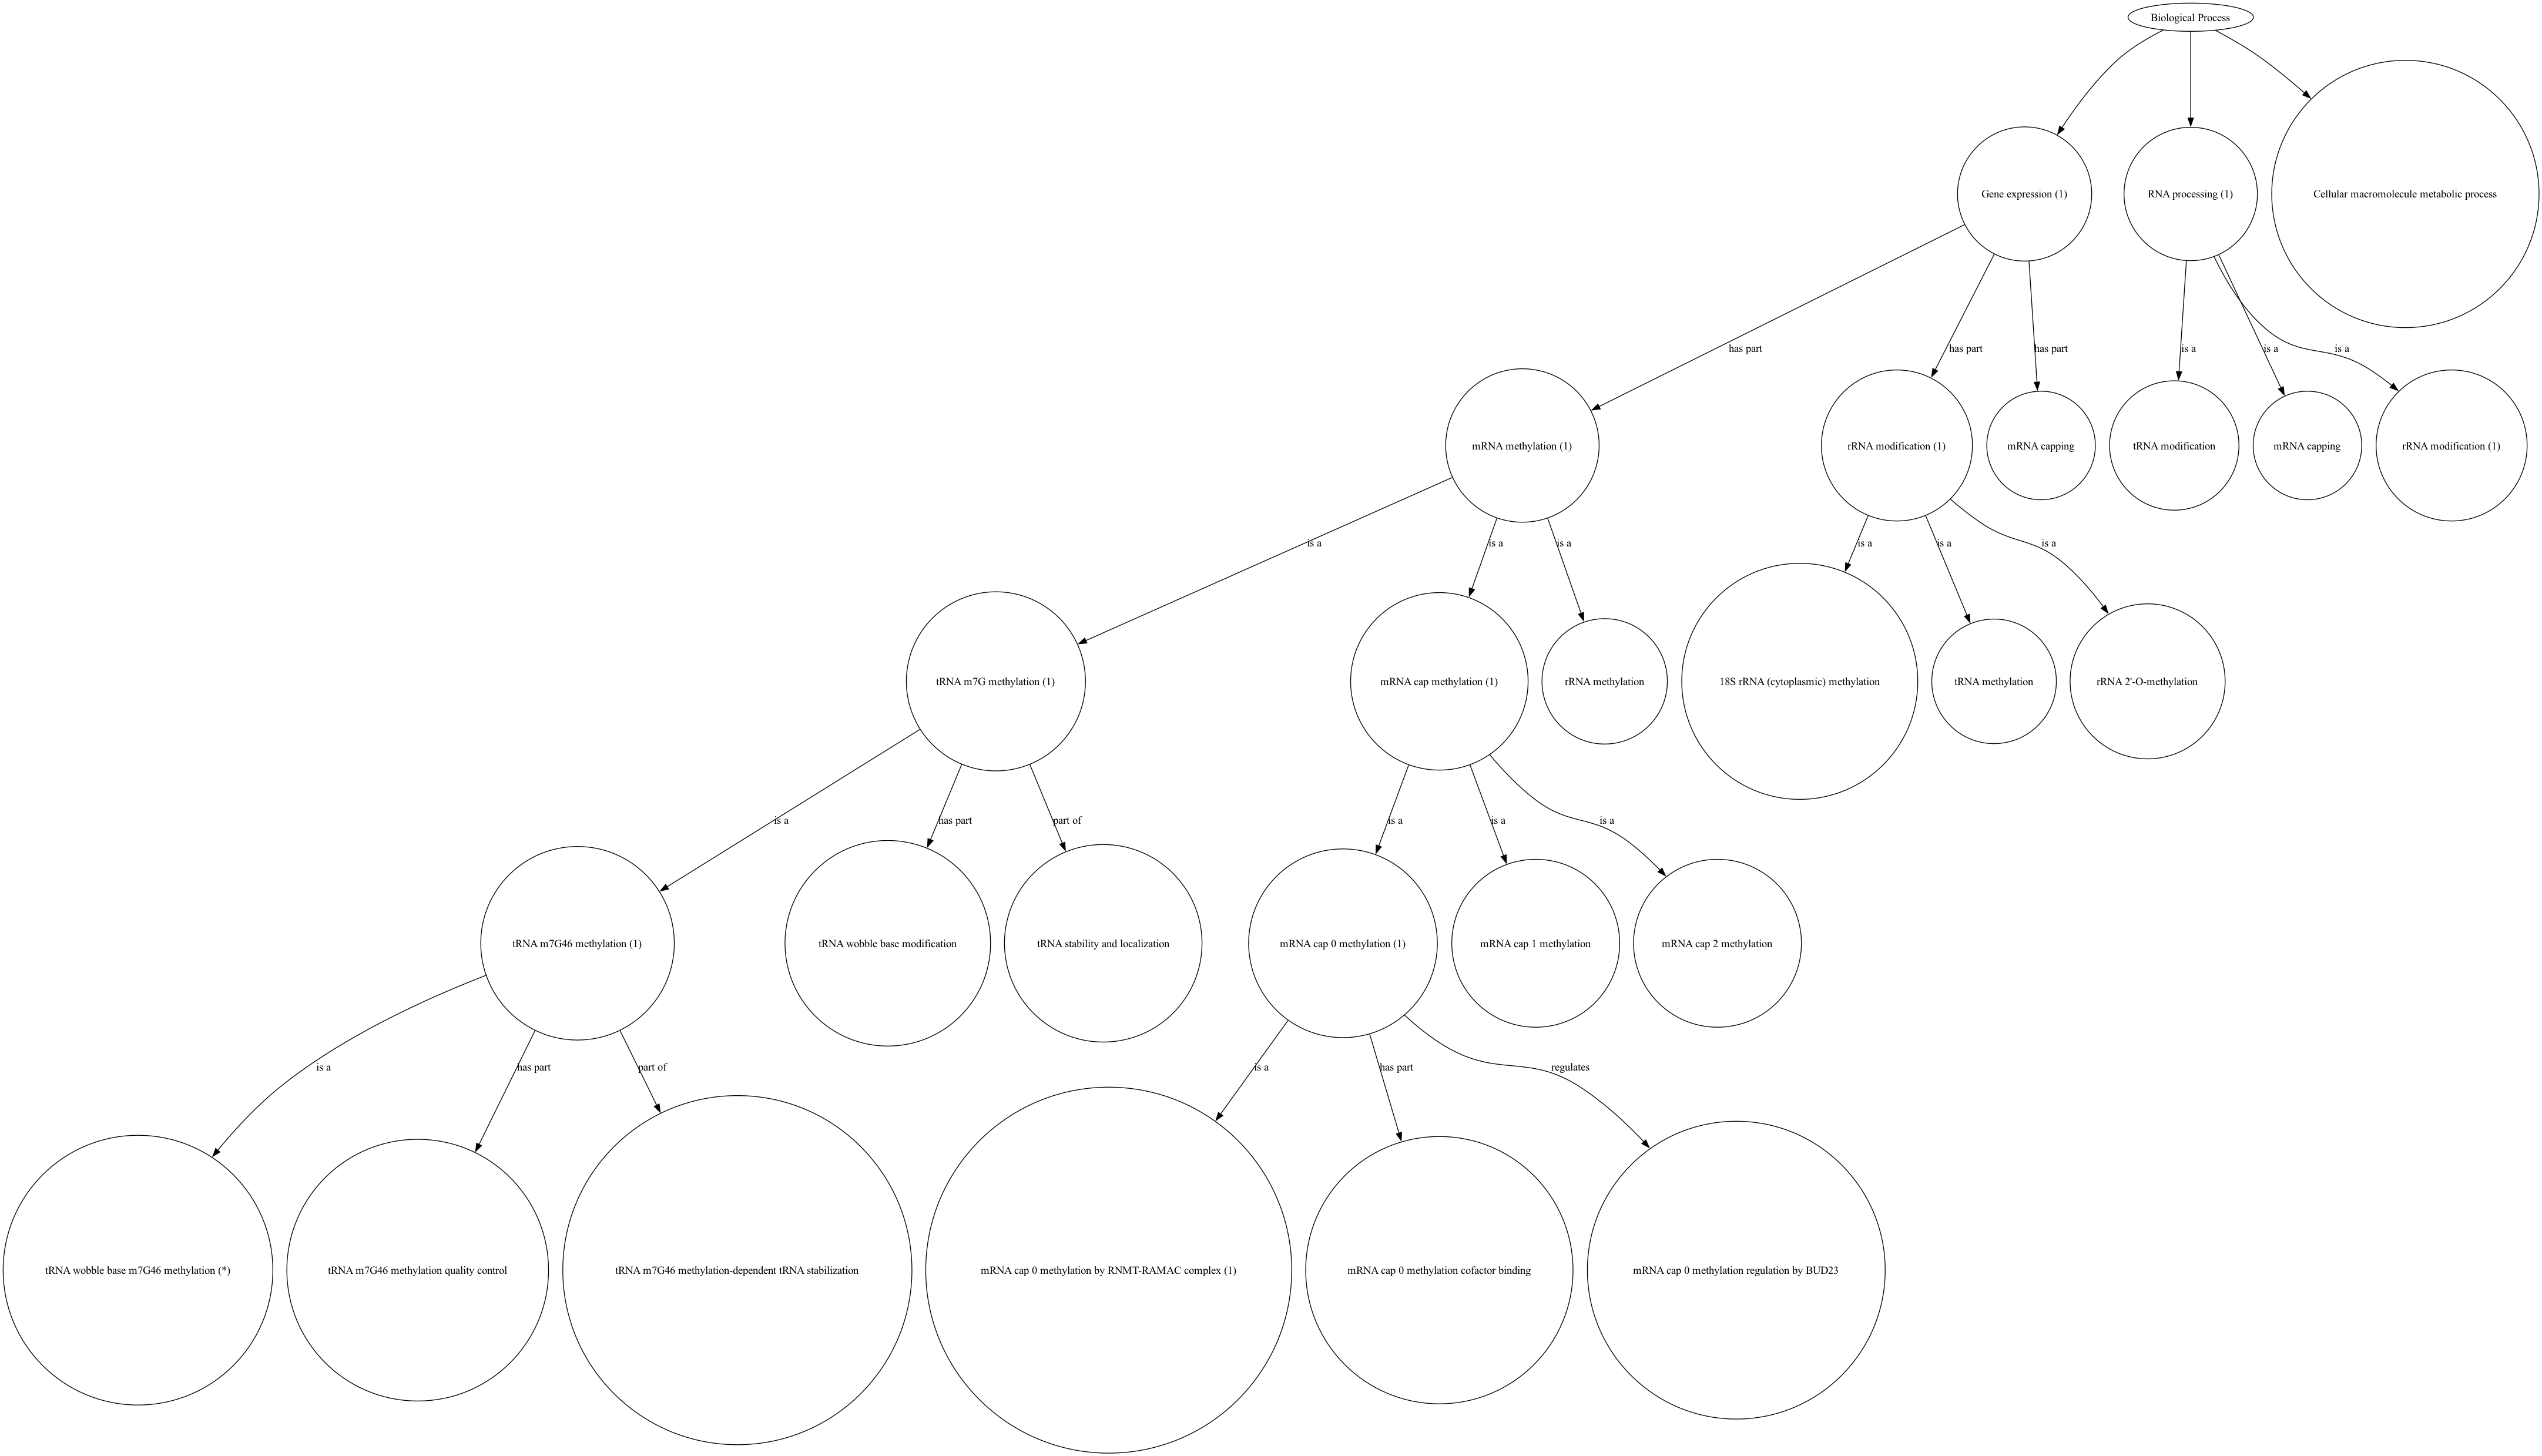 Biological Process
Gene expression (1)
RNA processing (1)
Cellular macromolecule metabolic process
has part
has part
has part
is a
is a
is a
mRNA methylation (1)
rRNA modification (1)
mRNA capping
tRNA modification
mRNA capping
rRNA modification (1)
is a
is a
is a
is a
is a
is a
tRNA m7G methylation (1)
mRNA cap methylation (1)
rRNA methylation
18S rRNA (cytoplasmic) methylation
tRNA methylation
rRNA 2'-O-methylation
is a
has part
part of
is a
is a
is a
tRNA m7G46 methylation (1)
tRNA wobble base modification
tRNA stability and localization
mRNA cap 0 methylation (1)
mRNA cap 1 methylation
mRNA cap 2 methylation
is a
has part
part of
is a
has part
regulates
tRNA wobble base m7G46 methylation (*)
tRNA m7G46 methylation quality control
tRNA m7G46 methylation-dependent tRNA stabilization
mRNA cap 0 methylation by RNMT-RAMAC complex (1)
mRNA cap 0 methylation cofactor binding
mRNA cap 0 methylation regulation by BUD23